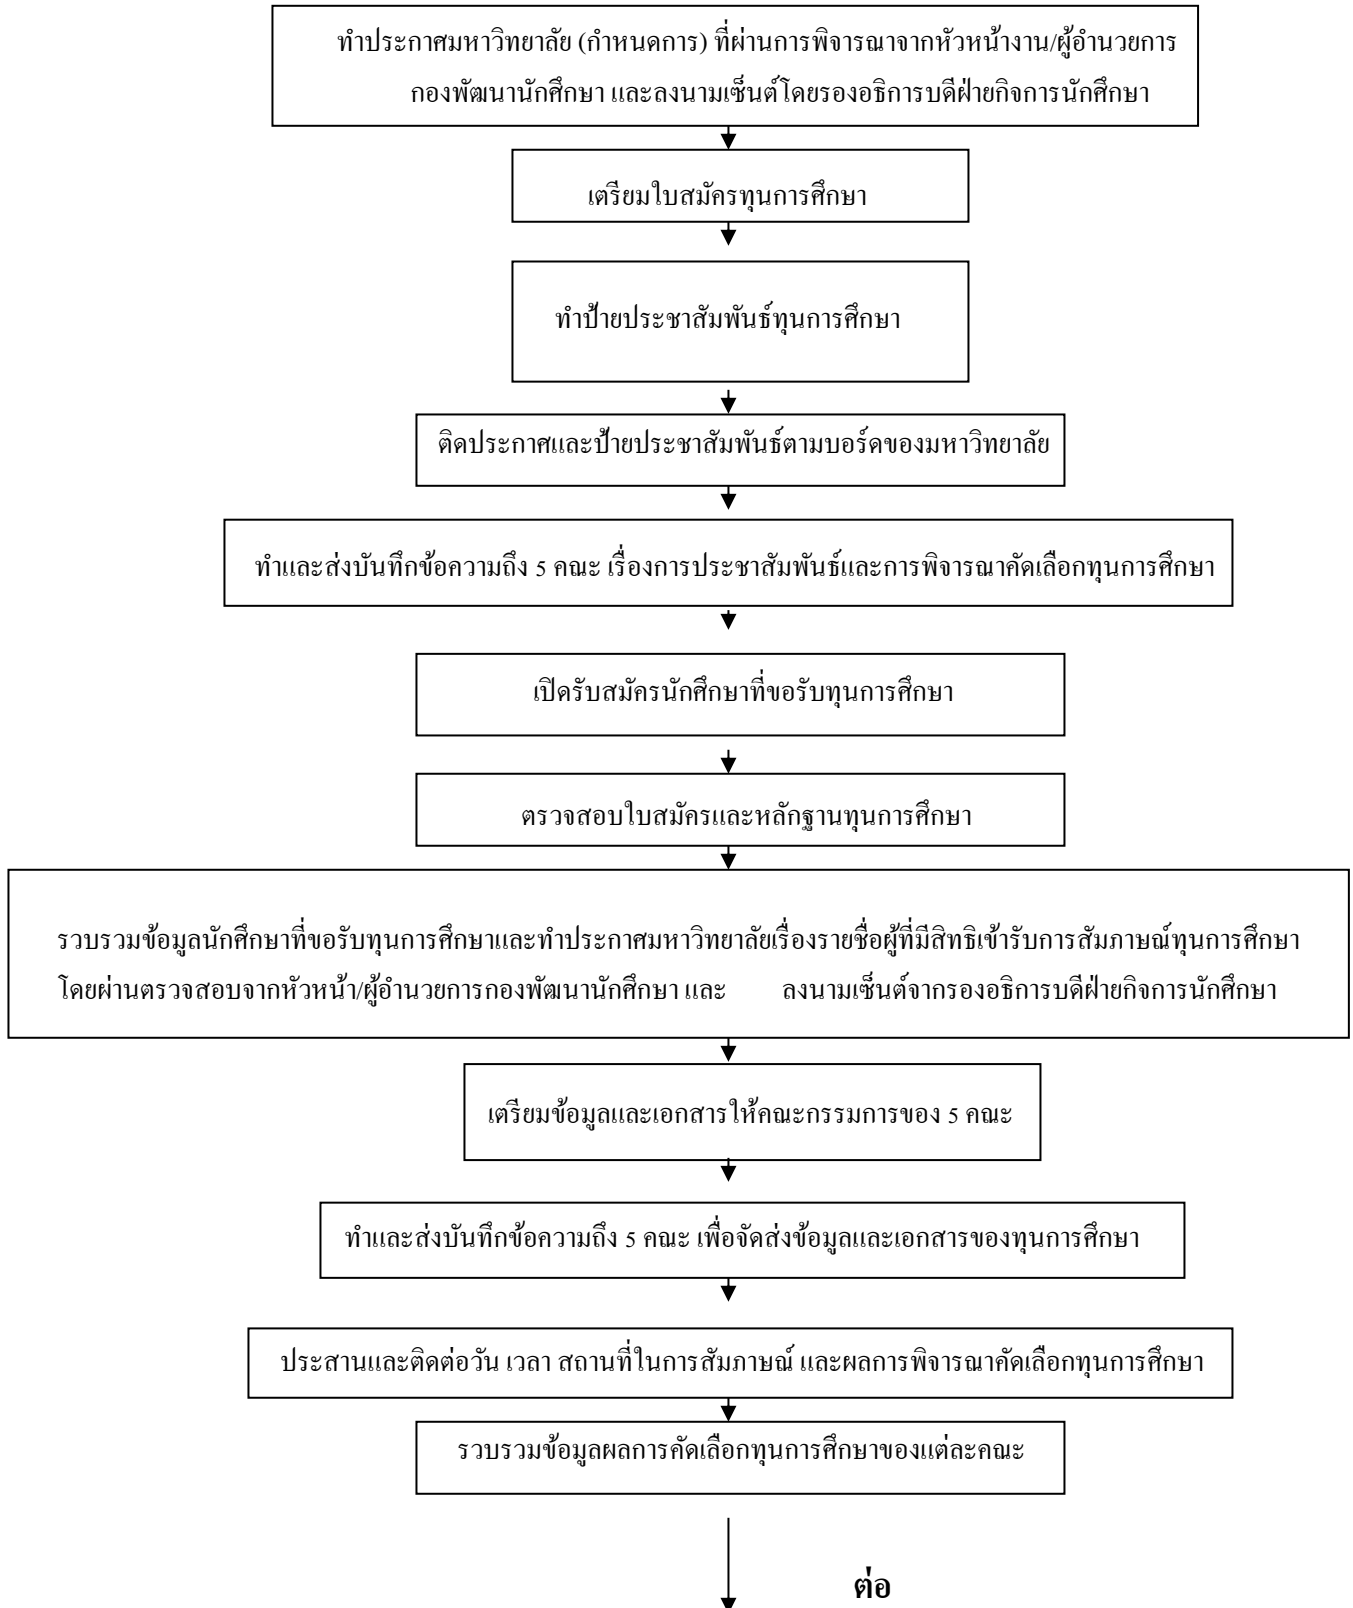 ทำประกาศมหาวิทยาลัย (กำหนดการ) ที่ผ่านการพิจารณาจากหัวหน้างาน/ผู้อำนวยการ
กองพัฒนานักศึกษา และลงนามเซ็นต์โดยรองอธิการบดีฝ่ายกิจการนักศึกษา
เตรียมใบสมัครทุนการศึกษา
ทำป้ายประชาสัมพันธ์ทุนการศึกษา
ติดประกาศและป้ายประชาสัมพันธ์ตามบอร์ดของมหาวิทยาลัย
ทำและส่งบันทึกข้อความถึง 5 คณะ เรื่องการประชาสัมพันธ์และการพิจารณาคัดเลือกทุนการศึกษา
เปิดรับสมัครนักศึกษาที่ขอรับทุนการศึกษา
ตรวจสอบใบสมัครและหลักฐานทุนการศึกษา
รวบรวมข้อมูลนักศึกษาที่ขอรับทุนการศึกษาและทำประกาศมหาวิทยาลัยเรื่องรายชื่อผู้ที่มีสิทธิเข้ารับการสัมภาษณ์ทุนการศึกษา
โดยผ่านตรวจสอบจากหัวหน้า/ผู้อำนวยการกองพัฒนานักศึกษา และ ลงนามเซ็นต์จากรองอธิการบดีฝ่ายกิจการนักศึกษา
เตรียมข้อมูลและเอกสารให้คณะกรรมการของ 5 คณะ
ทำและส่งบันทึกข้อความถึง 5 คณะ เพื่อจัดส่งข้อมูลและเอกสารของทุนการศึกษา
ประสานและติดต่อวัน เวลา สถานที่ในการสัมภาษณ์ และผลการพิจารณาคัดเลือกทุนการศึกษา
รวบรวมข้อมูลผลการคัดเลือกทุนการศึกษาของแต่ละคณะ
ต่อ